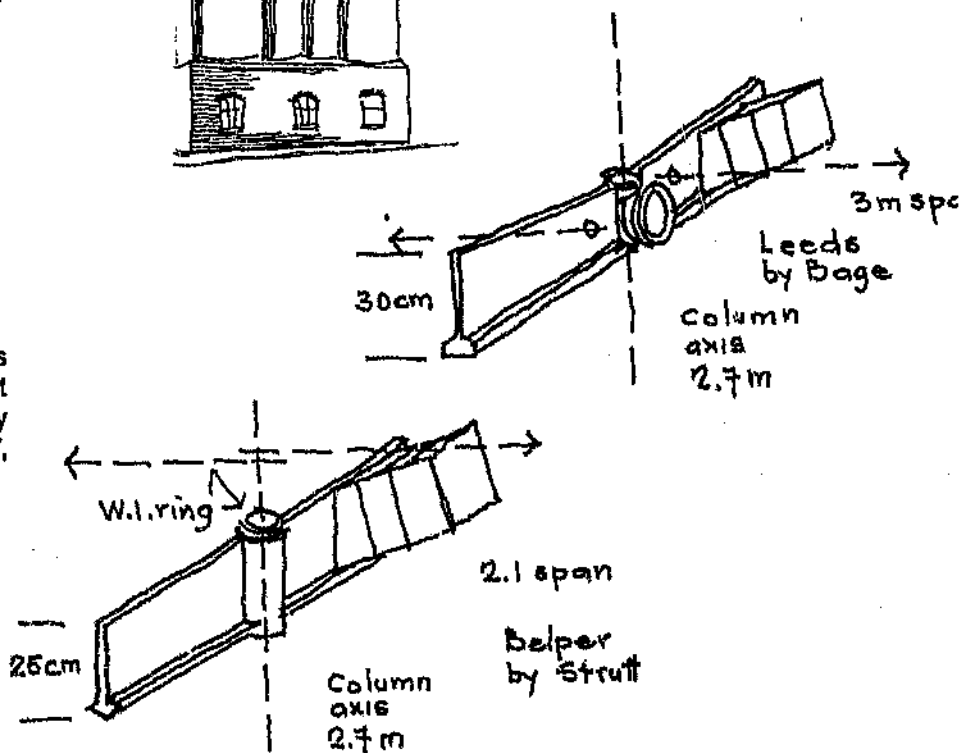 3m spc
Leeds
by Bage
30cm
Column
axis
2.7m
W.I.ring
2.1 span
Belper
by Strutt
25cm
Column
axis
2.7m